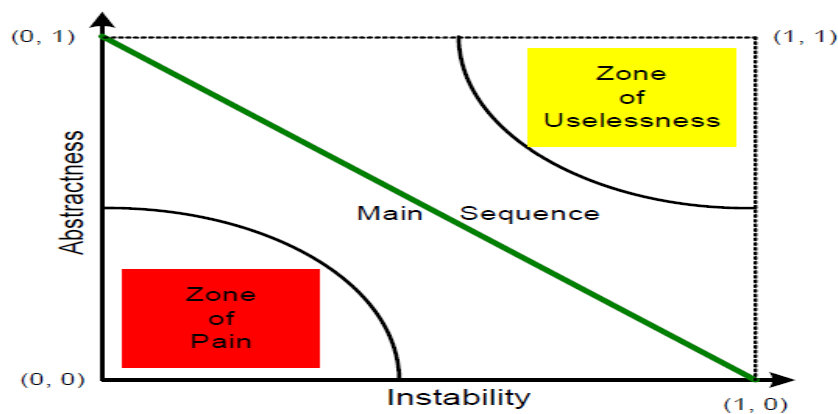 (0, 1)
(1, 1)
Zone
of
Uselessness
Abstractness
Main Sequence
Zone
of
Pain
(0, 0)
Instability
(1, 0)